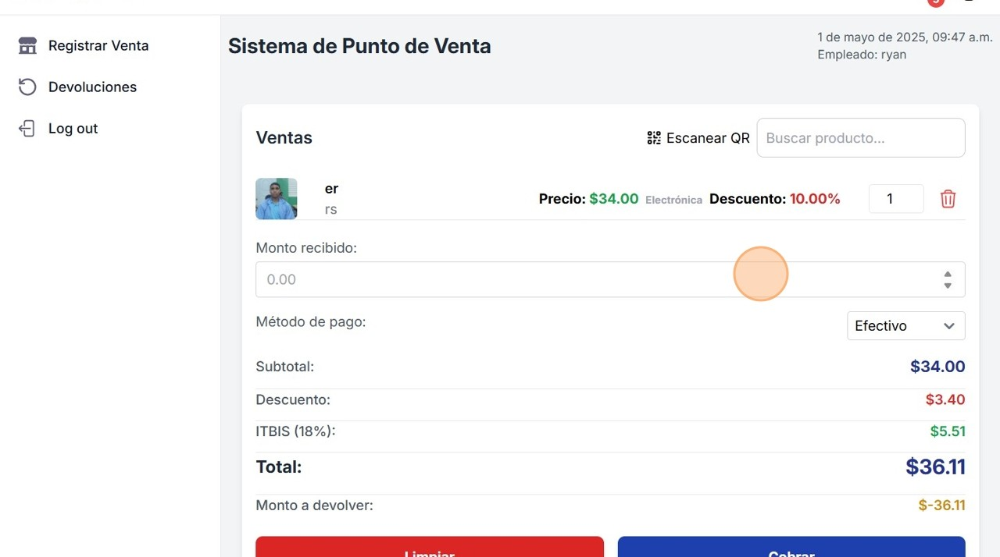 Registrar Venta
Devoluciones
Log out
Sistema de Punto de Venta
1 de mayo de 2025, 09:47 a.m.
Empleado: ryan
Ventas
Escanear QR
Buscar producto...
er
rs
Precio: $34.00 Electrónica Descuento: 10.00%
1
Monto recibido:
0.00
Método de pago:
Efectivo
Subtotal:
$34.00
Descuento:
$3.40
ITBIS (18%):
$5.51
Total:
$36.11
Monto a devolver:
$-36.11
Limpiar
Cobrar